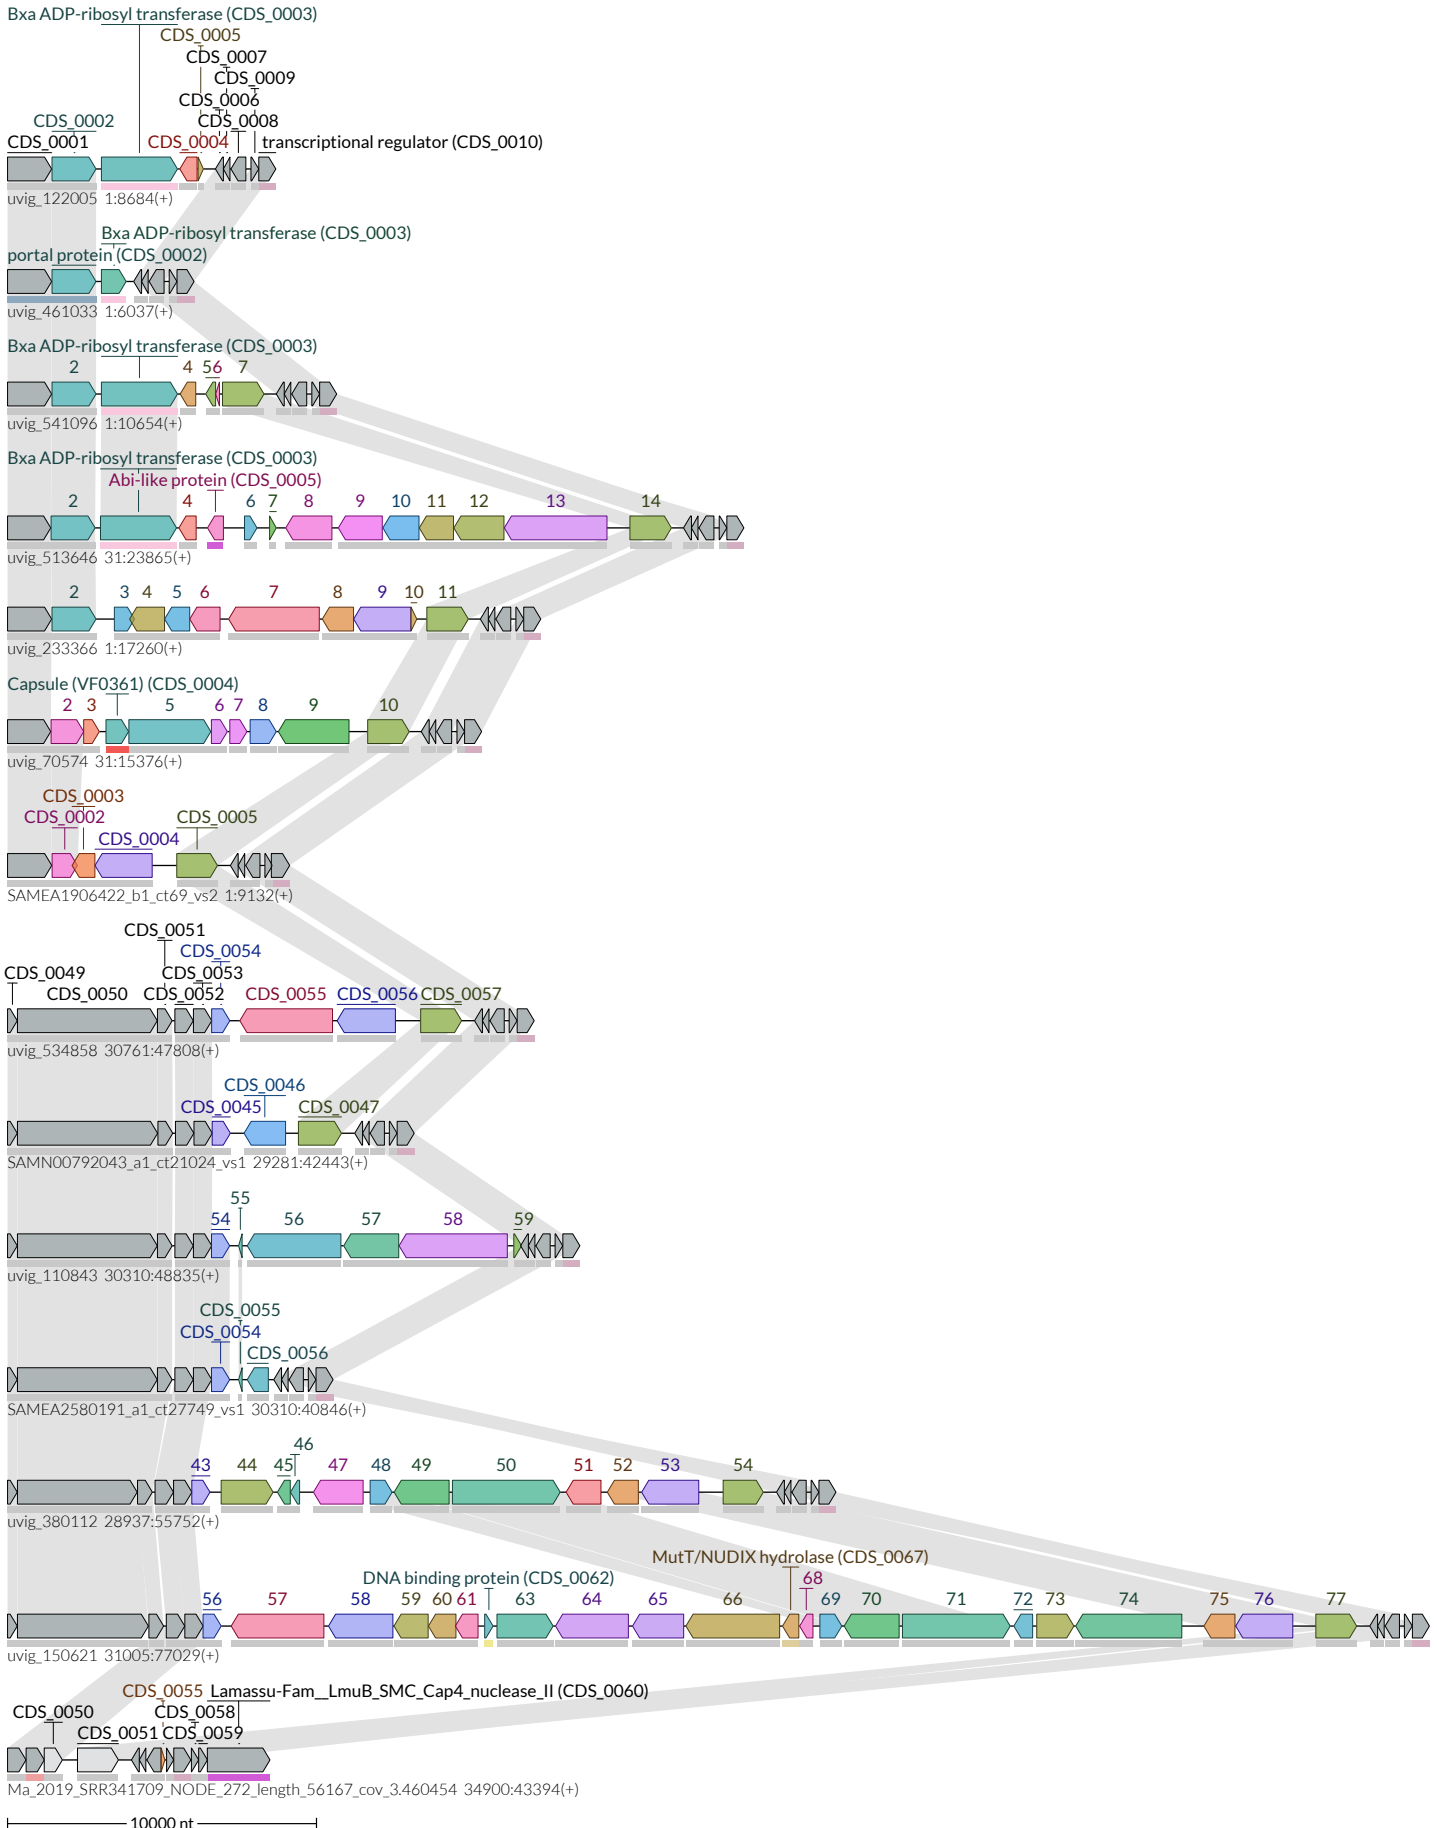 Bxa ADP-ribosyl transferase (CDS_0003)
CDS_0005
CDS_0007
CDS_0009
CDS_0006
CDS_0002 CDS_0008
CDS_0001 CDS_0004 transcriptional regulator (CDS_0010)
uvig_122005 1:8684(+)
Bxa ADP-ribosyl transferase (CDS_0003)
portal protein (CDS_0002)
uvig_461033 1:6037(+)
Bxa ADP-ribosyl transferase (CDS_0003)
2 4 5 6 7
uvig_541096 1:10654(+)
Bxa ADP-ribosyl transferase (CDS_0003)
Abi-like protein (CDS_0005)
2 4 6 7 8 9 10 11 12 13 14
uvig_513646 31:23865(+)
2 3 4 5 6 7 8 9 10 11
uvig_233366 1:17260(+)
Capsule (VF0361) (CDS_0004)
2 3 5 6 7 8 9 10
uvig_70574 31:15376(+)
CDS_0003
CDS_0002 CDS_0005
CDS_0004
SAMEA1906422_b1_ct69_vs2 1:9132(+)
CDS_0051
CDS_0054
CDS_0049 CDS_0053
CDS_0050 CDS_0052 CDS_0055 CDS_0056 CDS_0057
uvig_534858 30761:47808(+)
CDS_0046
CDS_0045 CDS_0047
SAMN00792043_a1_ct21024_vs1 29281:42443(+)
55
54 56 57 58 59
uvig_110843 30310:48835(+)
CDS_0055
CDS_0054
CDS_0056
SAMEA2580191_a1_ct27749_vs1 30310:40846(+)
46
43 44 45 47 48 49 50 51 52 53 54
uvig_380112 28937:55752(+)
MutT/NUDIX hydrolase (CDS_0067)
DNA binding protein (CDS_0062) 68
56 57 58 59 60 61 63 64 65 66 69 70 71 72 73 74 75 76 77
uvig_150621 31005:77029(+)
CDS_0055 Lamassu-Fam__LmuB_SMC_Cap4_nuclease_II (CDS_0060)
CDS_0050 CDS_0058
CDS_0051 CDS_0059
Ma_2019_SRR341709_NODE_272_length_56167_cov_3.460454 34900:43394(+)
10000 nt